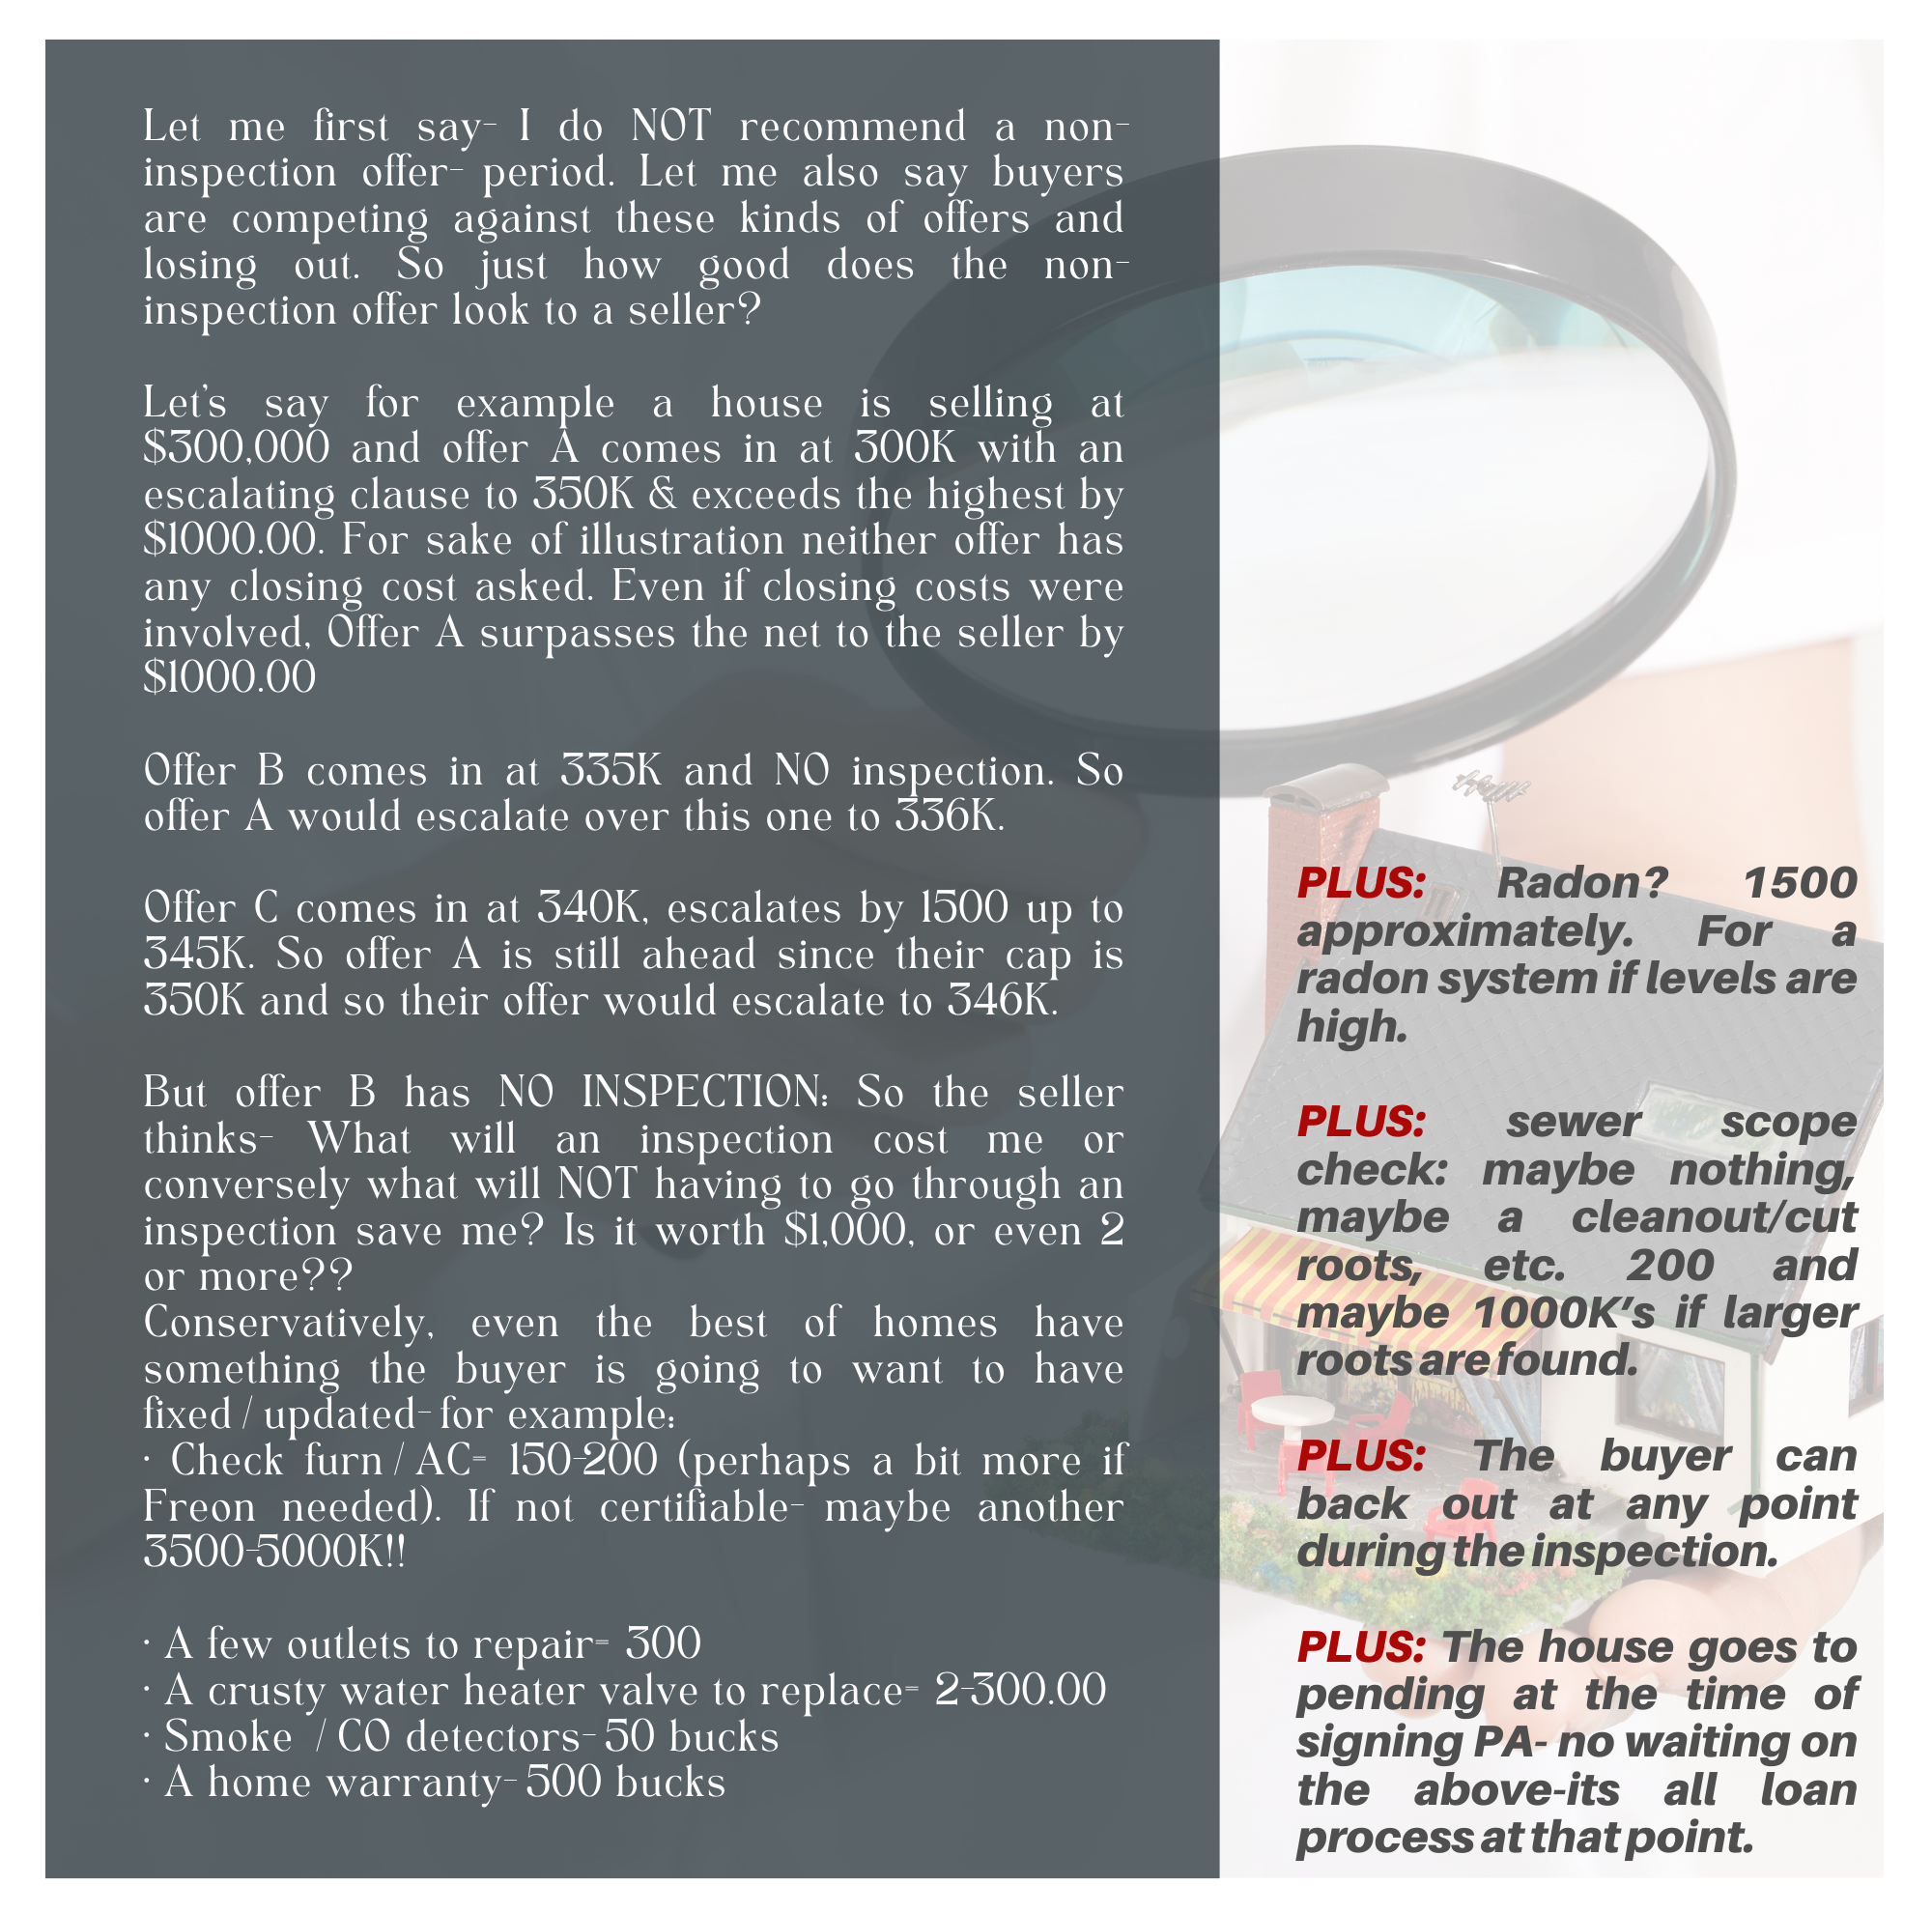 Let me first say- I do NOT recommend a non-
inspection offer- period. Let me also say buyers
are competing against these kinds of offers and
losing out. So just how good does the non-
inspection offer look to a seller?
Let's say for example a house is selling at
$300,000 and offer A comes in at 300K with an
escalating clause to 350K & exceeds the highest by
$1000.00. For sake of illustration neither offer has
any closing cost asked. Even if closing costs were
involved, Offer A surpasses the net to the seller by
$1000.00
Offer B comes in at 335K and NO inspection. So
offer A would escalate over this one to 336K.
Offer C comes in at 340K, escalates by 1500 up to
345K. So offer A is still ahead since their cap is
350K and so their offer would escalate to 346K.
But offer B has NO INSPECTION: So the seller
thinks- What will an inspection cost me or
conversely what will NOT having to go through an
inspection save me? Is it worth $1,000, or even 2
or more??
Conservatively, even the best of homes have
something the buyer is going to want to have
fixed/updated- for example:
· Check furn/AC= 150-200 (perhaps a bit more if
Freon needed). If not certifiable- maybe another
3500-5000K!!
· A few outlets to repair= 300
· A crusty water heater valve to replace= 2-300.00
· Smoke / CO detectors- 50 bucks
· A home warranty- 500 bucks
PLUS: Radon? 1500
approximately. For a
radon system if levels are
high.
PLUS: sewer scope
check: maybe nothing,
maybe a cleanout/cut
roots, etc. 200 and
maybe 1000K's if larger
roots are found.
PLUS: The buyer can
back out at any point
during the inspection.
PLUS: The house goes to
pending at the time of
signing PA- no waiting on
the above-its all loan
process at that point.